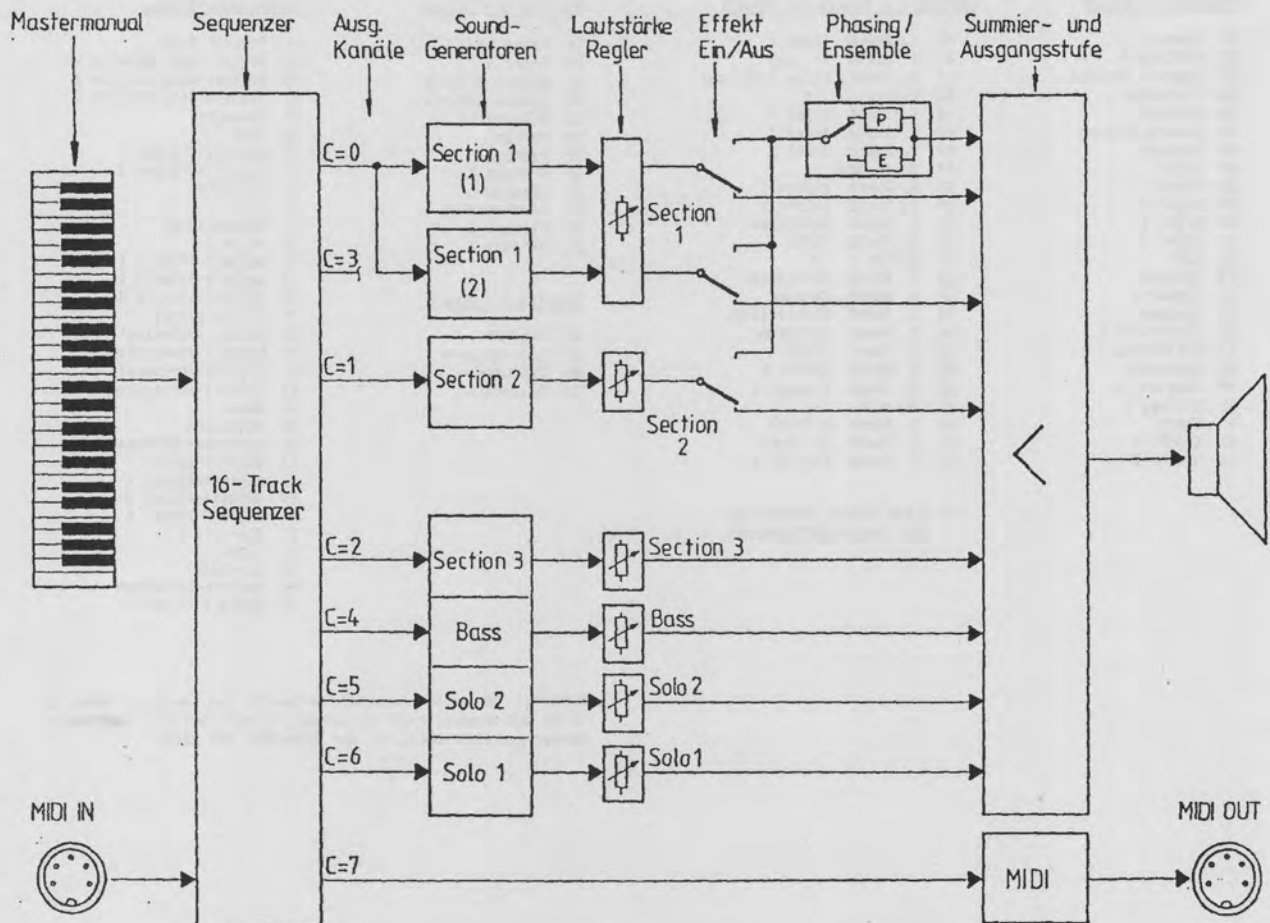 Mastermanual
Sequenzer
Ausg.
Kanäle
Sound-
Generatoren
Lautstärke
Regler
Effekt
Ein/Aus
Phasing /
Ensemble
Summier- und
Ausgangsstufe
C=0
Section 1
(1)
P
E
Section
1
C=3
Section 1
(2)
C=1
Section 2
Section
2
16-Track
Sequenzer
C=2
Section 3
Section 3
C=4
Bass
Bass
C=5
Solo 2
Solo 2
C=6
Solo 1
Solo 1
MIDI IN
MIDI OUT
C=7
MIDI